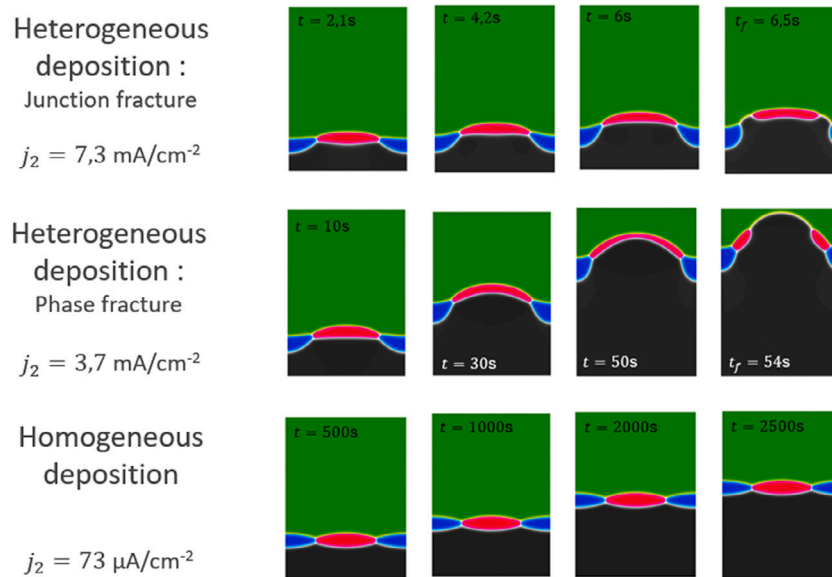 Heterogeneous
deposition :
Junction fracture
j₂ = 7,3 mA/cm⁻²
t = 2,1s
t = 4,2s
t = 6s
t_f = 6,5s
Heterogeneous
deposition :
Phase fracture
j₂ = 3,7 mA/cm⁻²
t = 10s
t = 30s
t = 50s
t_f = 54s
Homogeneous
deposition
j₂ = 73 µA/cm⁻²
t = 500s
t = 1000s
t = 2000s
t = 2500s